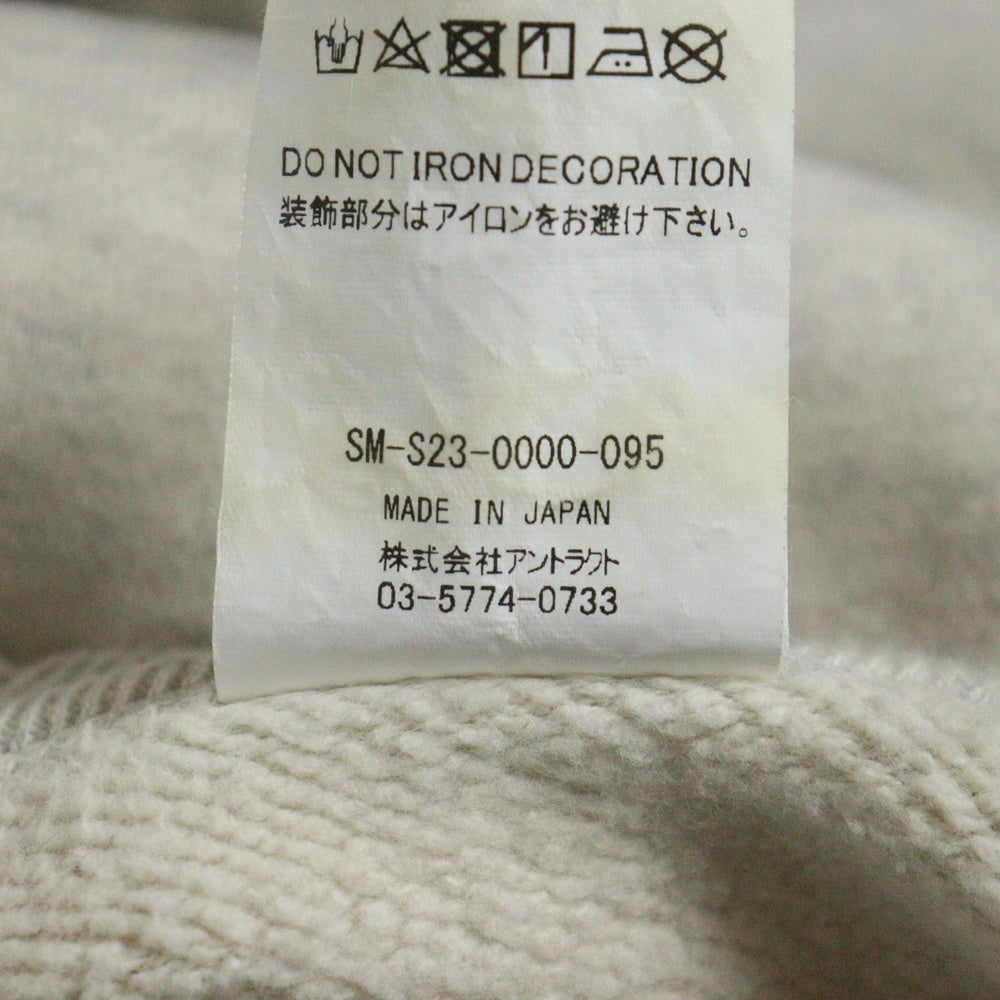 DO NOT IRON DECORATION
装飾部分はアイロンをお避け下さい。
SM-S23-0000-095
MADE IN JAPAN
株式会社アントラクト
03-5774-0733